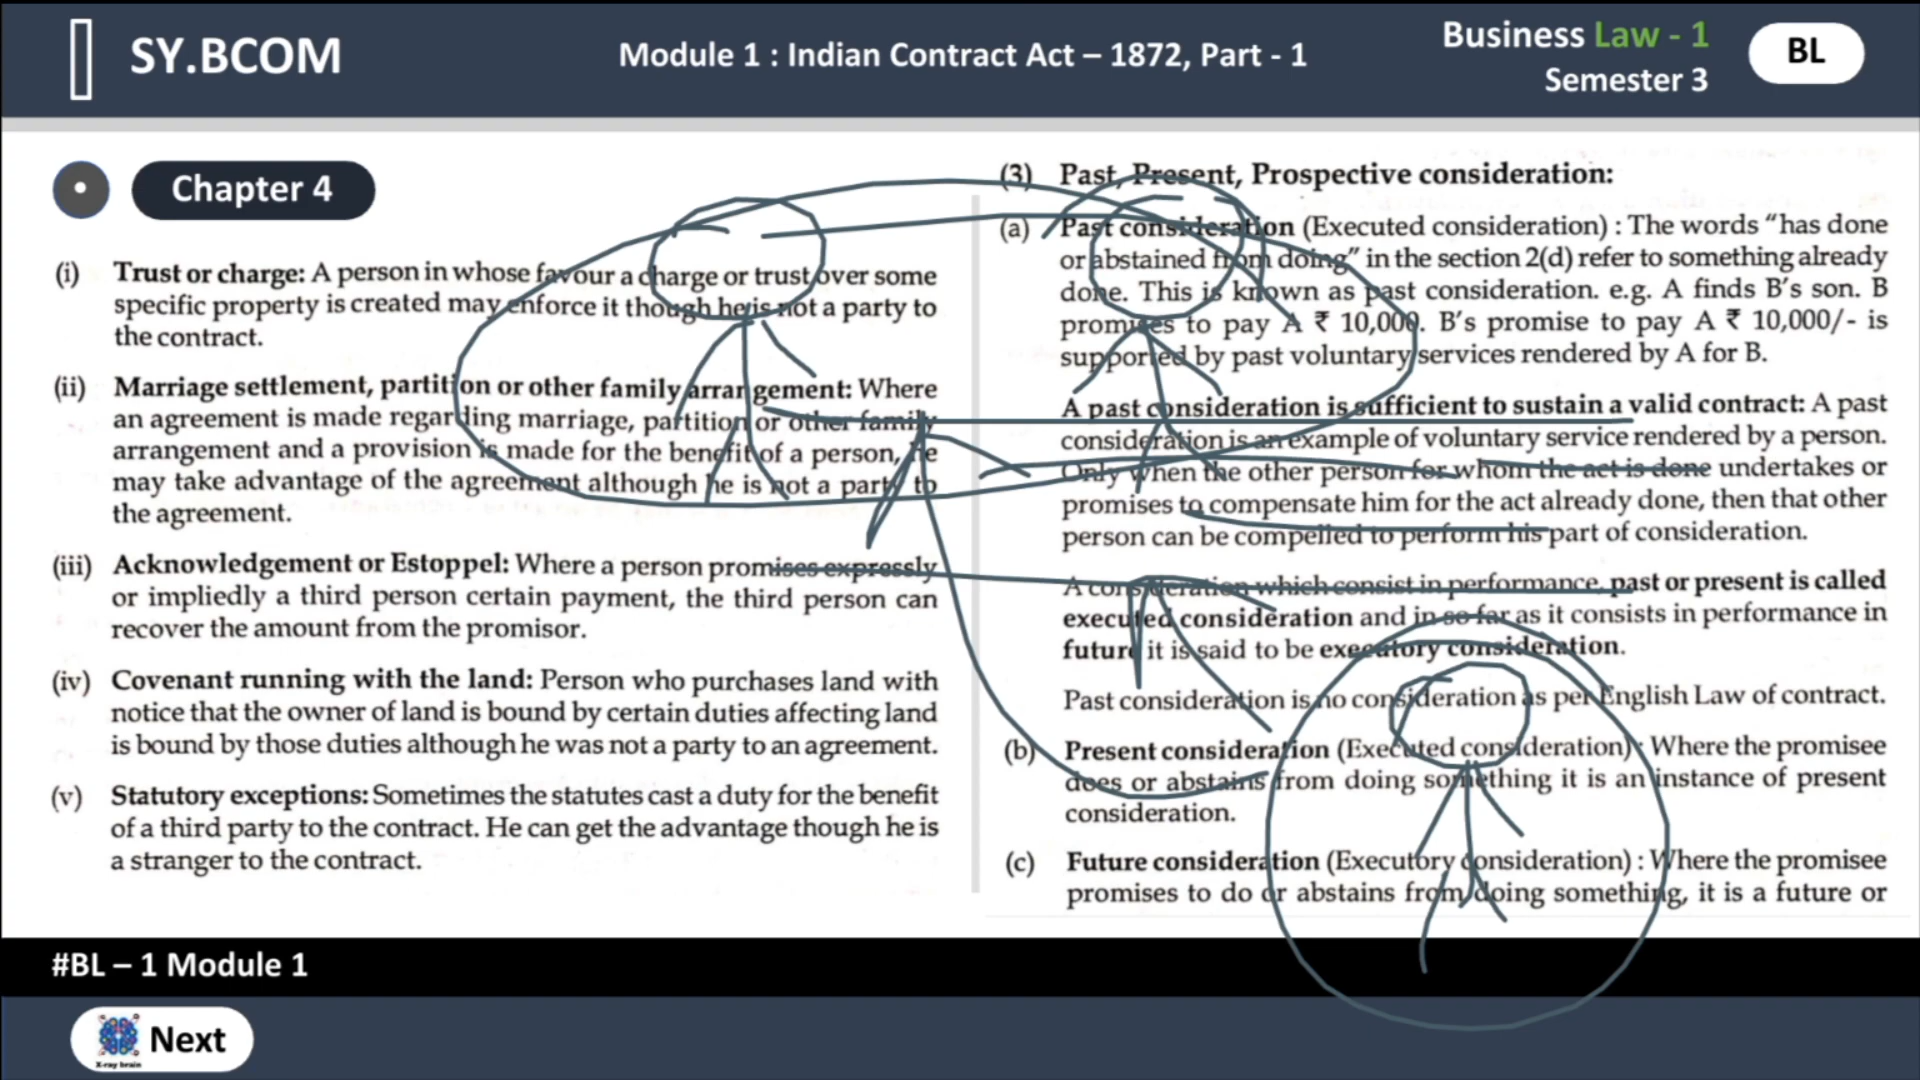 SY.BCOM
Module 1 : Indian Contract Act – 1872, Part - 1
Business Law - 1
Semester 3
BL
Chapter 4
(i) Trust or charge: A person in whose favour a charge or trust over some
specific property is created may enforce it though he is not a party to
the contract.
(ii) Marriage settlement, partition or other family arrangement: Where
an agreement is made regarding marriage, partition or other family
arrangement and a provision is made for the benefit of a person, he
may take advantage of the agreement although he is not a party to
the agreement.
(iii) Acknowledgement or Estoppel: Where a person promises expressly
or impliedly a third person certain payment, the third person can
recover the amount from the promisor.
(iv) Covenant running with the land: Person who purchases land with
notice that the owner of land is bound by certain duties affecting land
is bound by those duties although he was not a party to an agreement.
(v) Statutory exceptions: Sometimes the statutes cast a duty for the benefit
of a third party to the contract. He can get the advantage though he is
a stranger to the contract.
(3) Past, Present, Prospective consideration:
(a) Past consideration (Executed consideration) : The words “has done
or abstained from doing” in the section 2(d) refer to something already
done. This is known as past consideration. e.g. A finds B's son. B
promises to pay A ₹ 10,000. B's promise to pay A ₹ 10,000/- is
supported by past voluntary services rendered by A for B.
A past consideration is sufficient to sustain a valid contract: A past
consideration is an example of voluntary service rendered by a person.
Only when the other person for whom the act is done undertakes or
promises to compensate him for the act already done, then that other
person can be compelled to perform his part of consideration.
A consideration which consist in performance, past or present is called
executed consideration and in so far as it consists in performance in
future it is said to be executory consideration.
Past consideration is no consideration as per English Law of contract.
(b) Present consideration (Executed consideration) : Where the promisee
does or abstains from doing something it is an instance of present
consideration.
(c) Future consideration (Executory consideration) : Where the promisee
promises to do or abstains from doing something, it is a future or
#BL – 1 Module 1
X-ray brain
Next